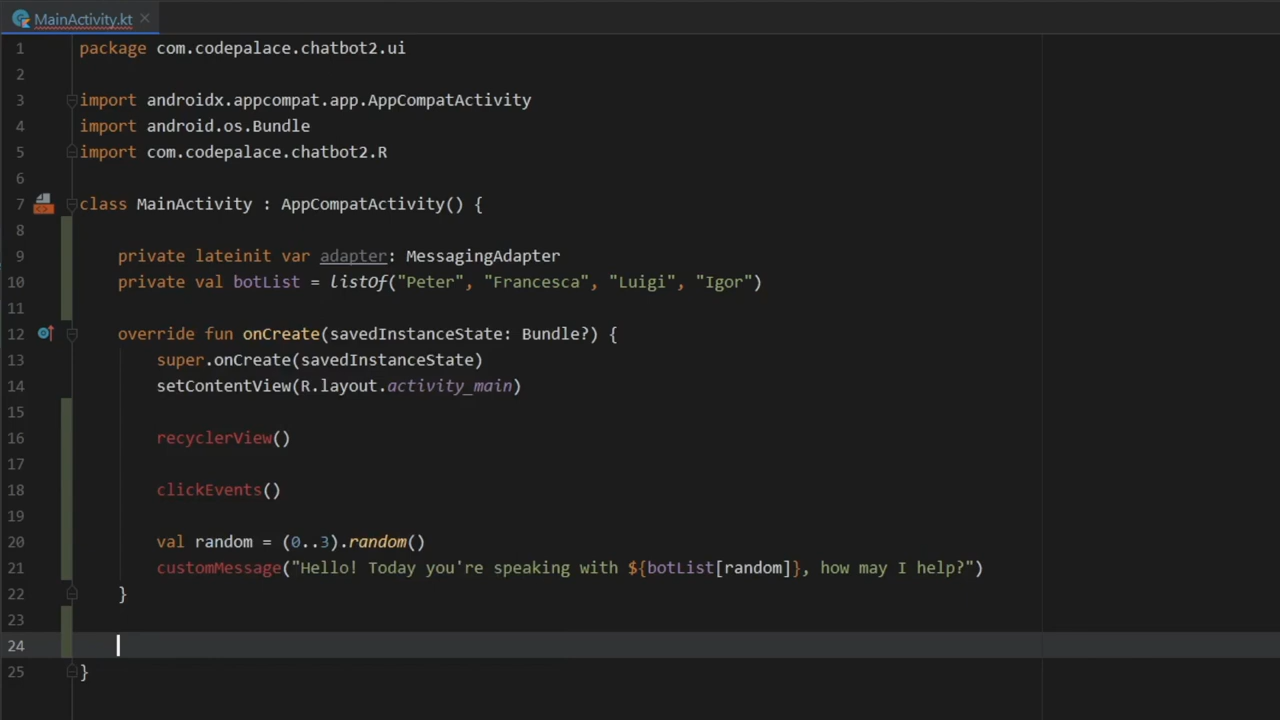 MainActivity.kt
1 package com.codepalace.chatbot2.ui
2
3 import androidx.appcompat.app.AppCompatActivity
4 import android.os.Bundle
5 import com.codepalace.chatbot2.R
6
7 class MainActivity : AppCompatActivity() {
8
9 private lateinit var adapter: MessagingAdapter
10 private val botList = listOf("Peter", "Francesca", "Luigi", "Igor")
11
12 override fun onCreate(savedInstanceState: Bundle?) {
13 super.onCreate(savedInstanceState)
14 setContentView(R.layout.activity_main)
15
16 recyclerView()
17
18 clickEvents()
19
20 val random = (0..3).random()
21 customMessage("Hello! Today you're speaking with ${botList[random]}, how may I help?")
22 }
23
24
25 }